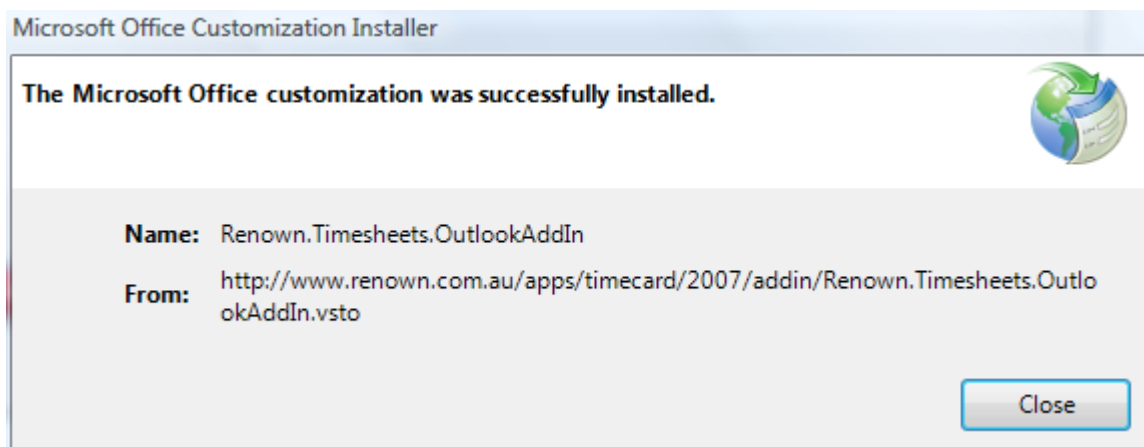 Microsoft Office Customization Installer
The Microsoft Office customization was successfully installed.
Name: Renown.Timesheets.OutlookAddIn
From: http://www.renown.com.au/apps/timecard/2007/addin/Renown.Timesheets.Outlo
okAddIn.vsto
Close